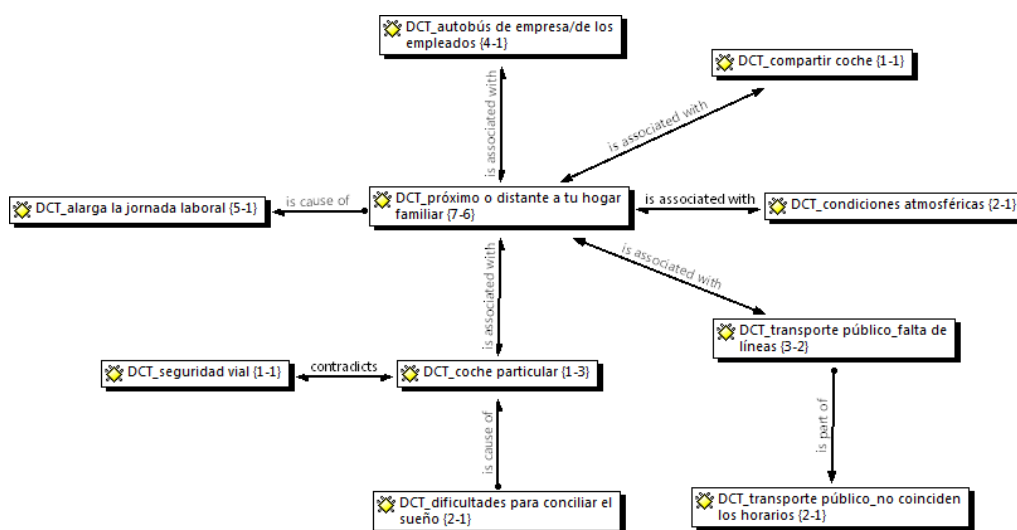 DCT_autobús de empresa/de los
empleados {4-1}
DCT_compartir coche {1-1}
is associated with
is associated with
DCT_alarga la jornada laboral {5-1}
is cause of
DCT_próximo o distante a tu hogar
familiar {7-6}
is associated with
DCT_condiciones atmosféricas {2-1}
is associated with
is associated with
DCT_transporte público_falta de
líneas {3-2}
DCT_seguridad vial {1-1}
contradicts
DCT_coche particular {1-3}
is cause of
is part of
DCT_dificultades para conciliar el
sueño {2-1}
DCT_transporte público_no coinciden
los horarios {2-1}